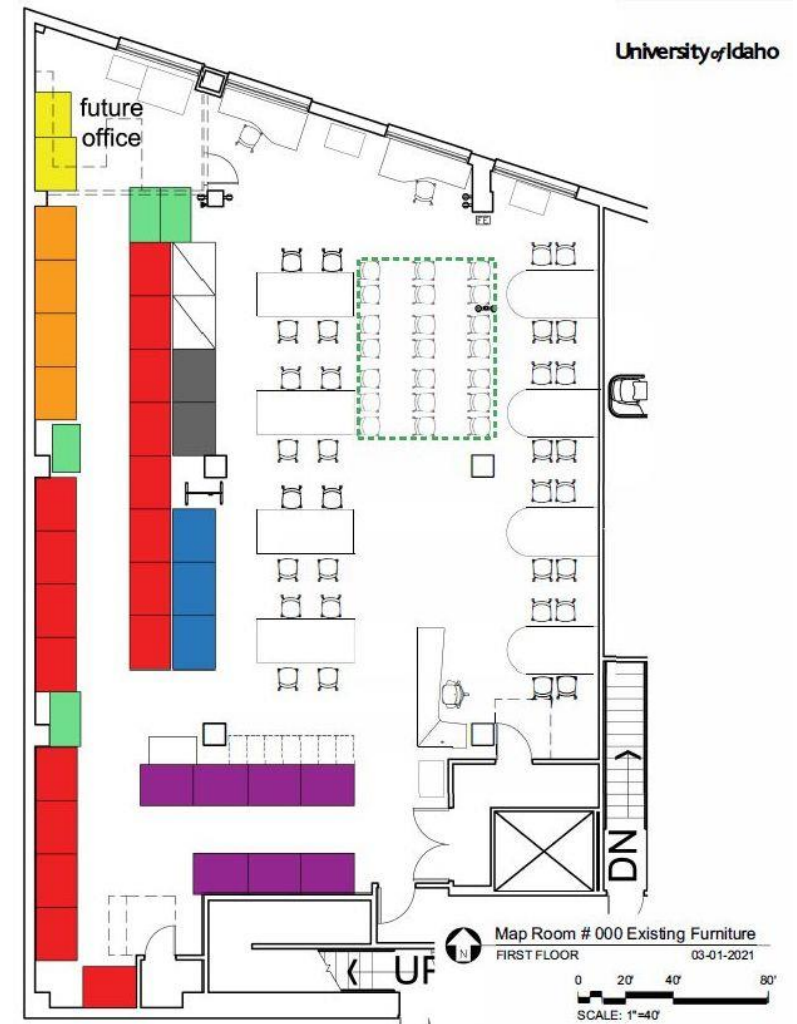 University of Idaho
future
office
FE
DN
UP
N
Map Room # 000 Existing Furniture
FIRST FLOOR 03-01-2021
0 20' 40' 80'
SCALE: 1"=40'